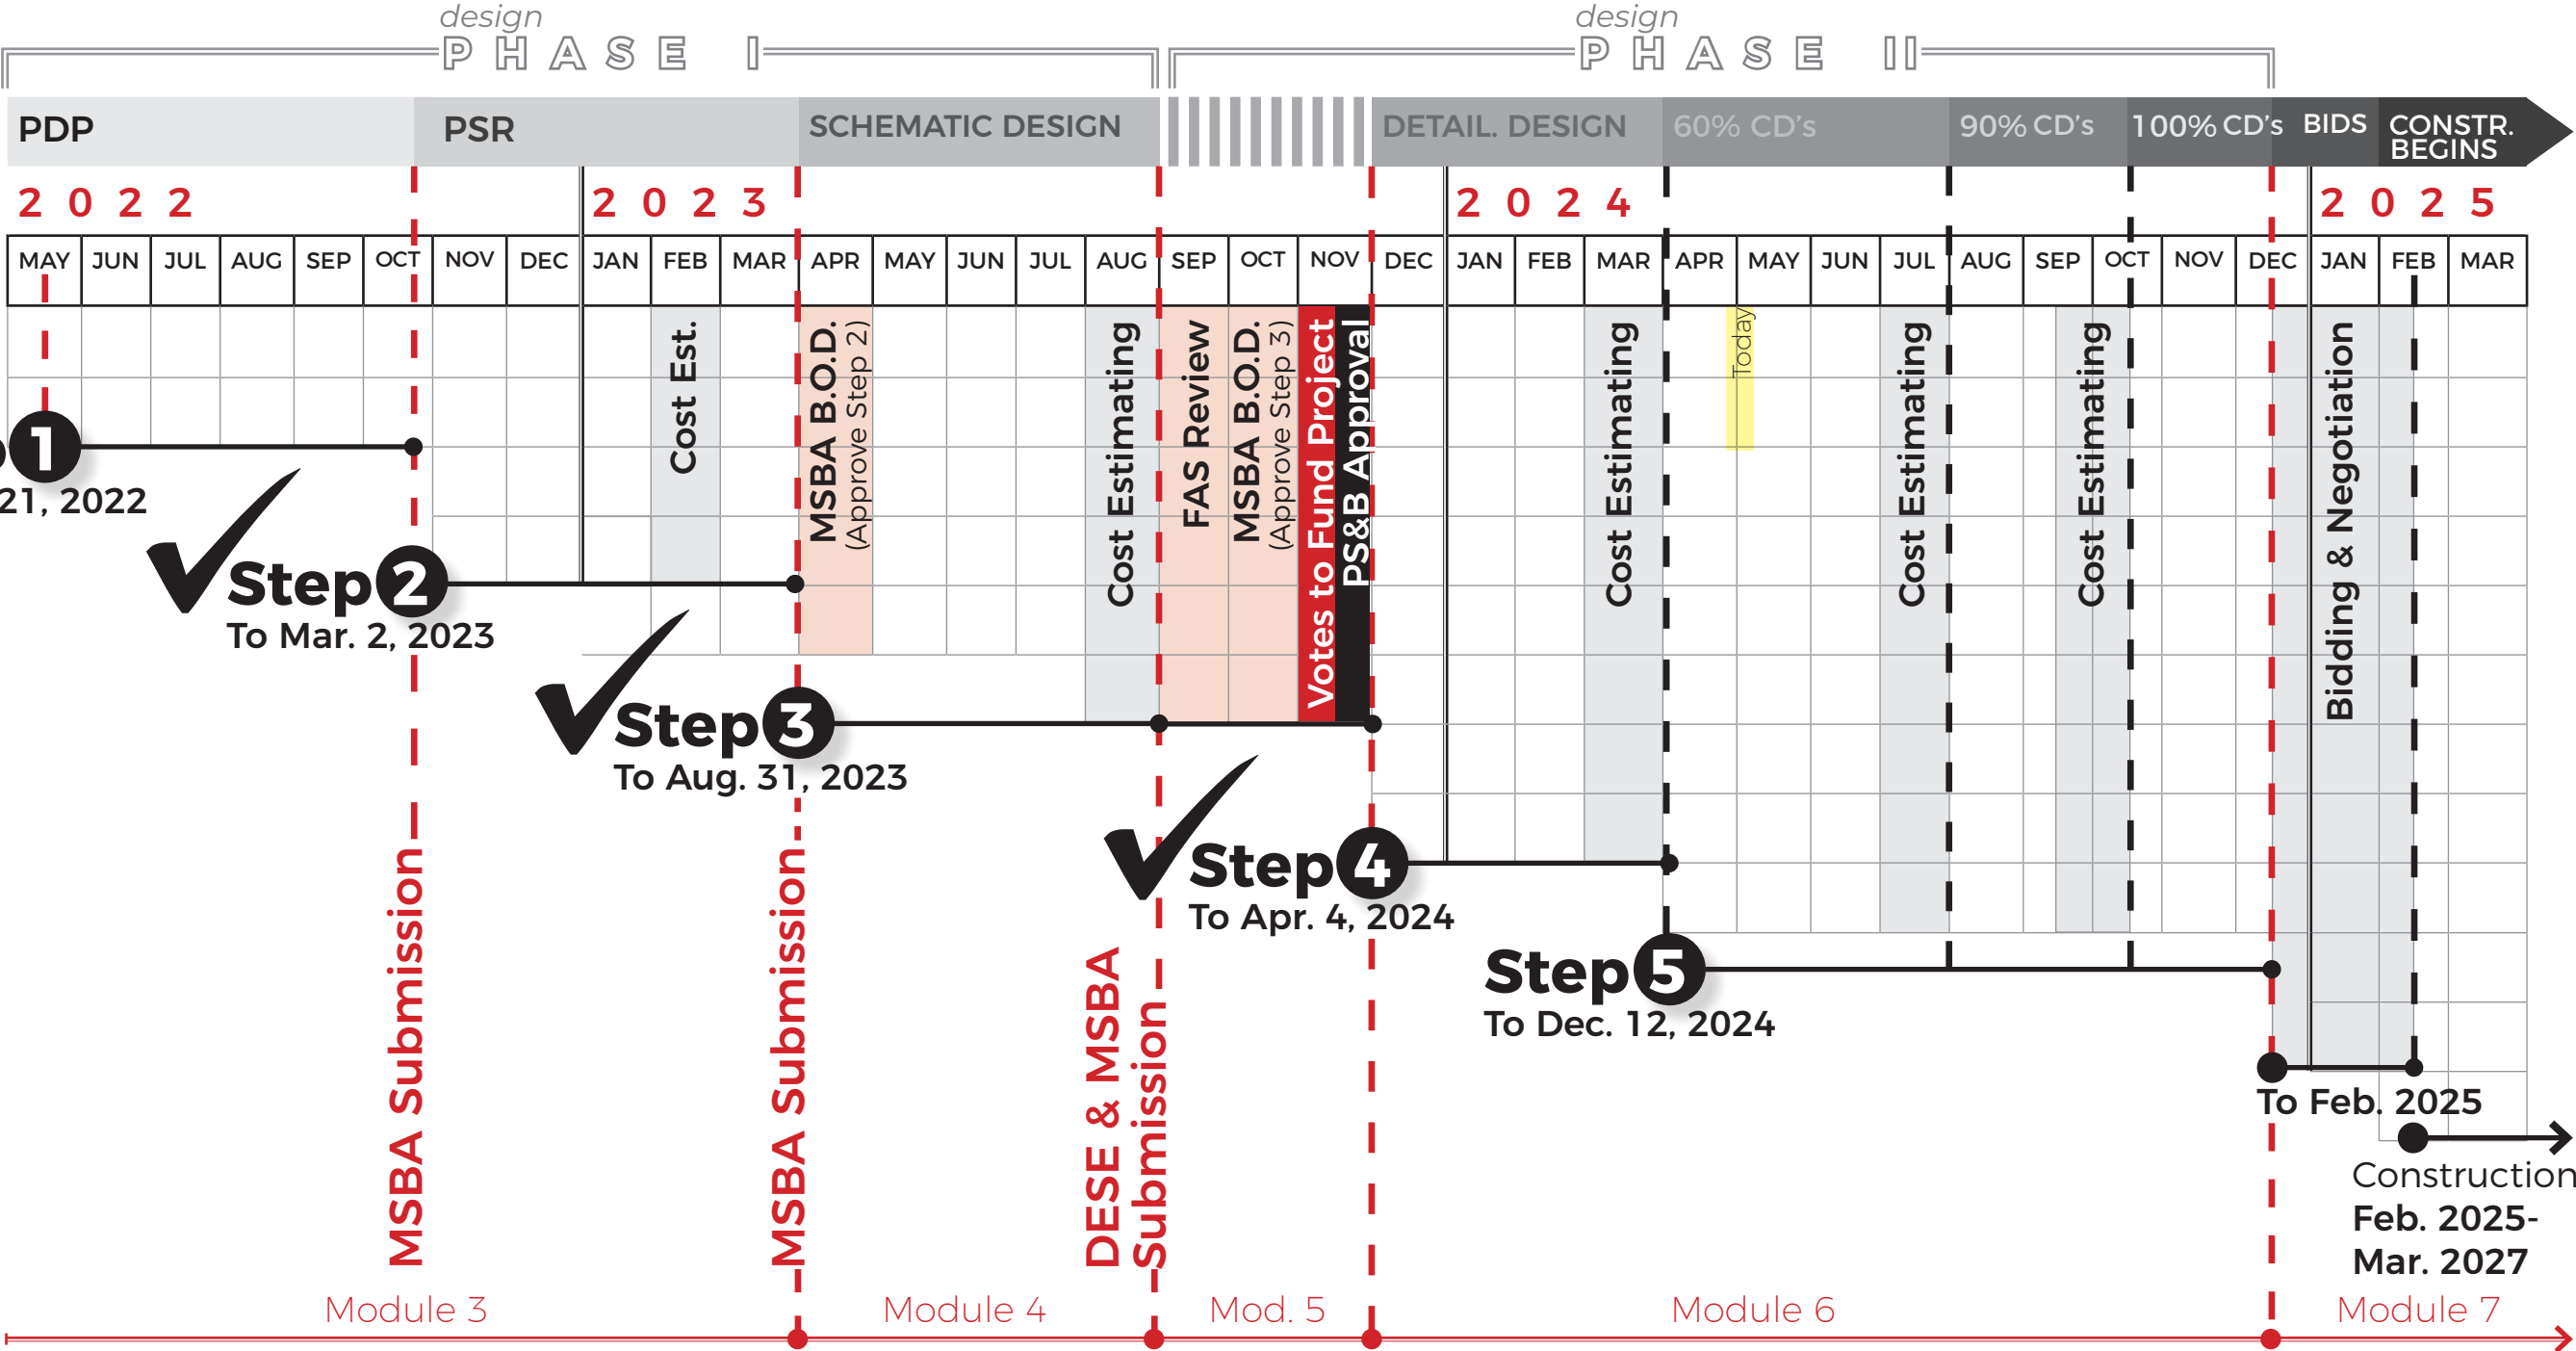 design
PHASE I
design
PHASE II
PDP
PSR
SCHEMATIC DESIGN
DETAIL. DESIGN
60% CD's
90% CD's
100% CD's
BIDS
CONSTR.
BEGINS
2022
2023
2024
2025
MAY JUN JUL AUG SEP OCT NOV DEC JAN FEB MAR APR MAY JUN JUL AUG SEP OCT NOV DEC JAN FEB MAR APR MAY JUN JUL AUG SEP OCT NOV DEC JAN FEB MAR
Cost Est.
MSBA B.O.D.
(Approve Step 2)
Cost Estimating
FAS Review
MSBA B.O.D.
(Approve Step 3)
Votes to Fund Project
PS&B Approval
Cost Estimating
Today
Cost Estimating
Cost Estimating
Bidding & Negotiation
1
21, 2022
Step 2
To Mar. 2, 2023
Step 3
To Aug. 31, 2023
Step 4
To Apr. 4, 2024
Step 5
To Dec. 12, 2024
To Feb. 2025
Construction
Feb. 2025-
Mar. 2027
MSBA Submission
MSBA Submission
DESE & MSBA
Submission
Module 3
Module 4
Mod. 5
Module 6
Module 7